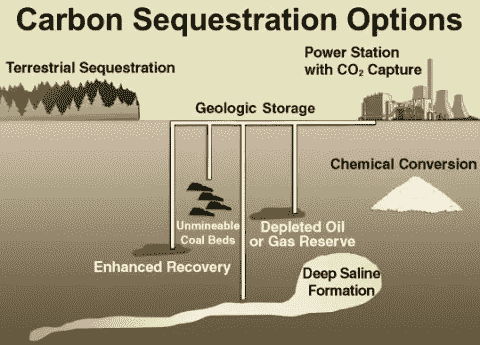 Carbon Sequestration Options
Terrestrial Sequestration
Power Station
with CO₂ Capture
Geologic Storage
Chemical Conversion
Unmineable
Coal Beds
Depleted Oil
or Gas Reserve
Enhanced Recovery
Deep Saline
Formation